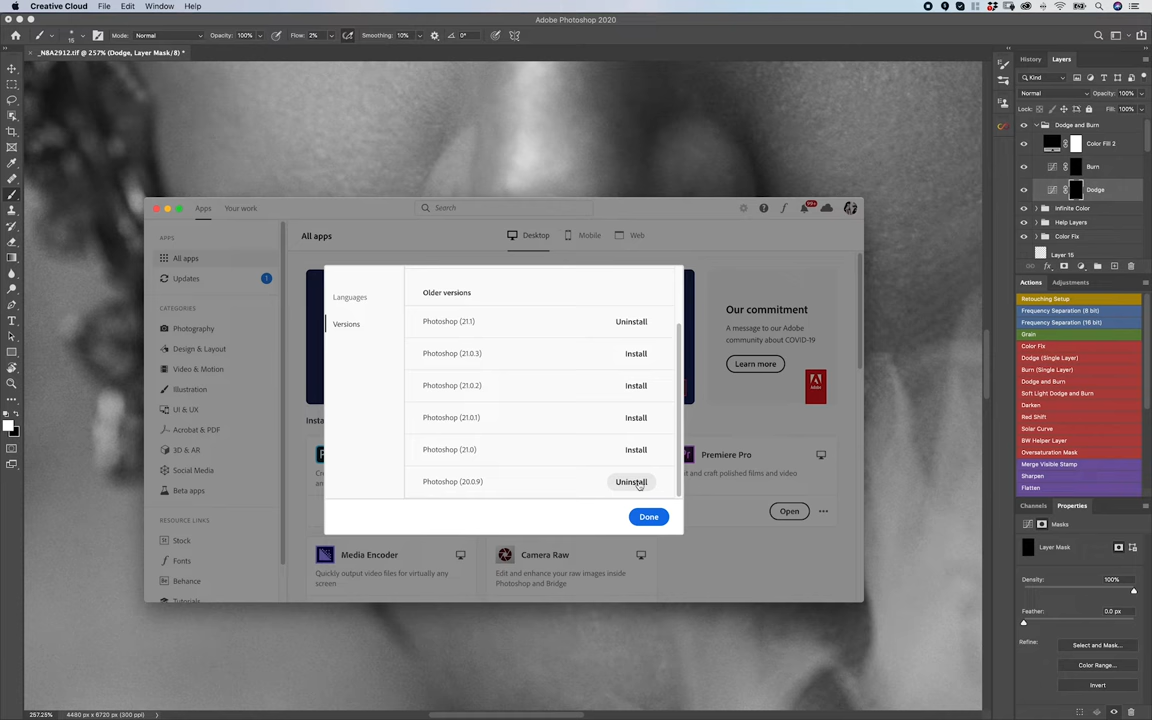 Creative Cloud File Edit Window Help
Adobe Photoshop 2020
15 Mode: Normal Opacity: 100% Flow: 2% Smoothing: 10% 0°
_N8A2912.tif @ 257% (Dodge, Layer Mask/8) *
Apps Your work Search 99+
APPS
All apps
Updates 1
CATEGORIES
Photography
Design & Layout
Video & Motion
Illustration
UI & UX
Acrobat & PDF
3D & AR
Social Media
Beta apps
RESOURCE LINKS
Stock
Fonts
Behance
Tutorials
All apps Desktop Mobile Web
Our commitment
A message to our Adobe
community about COVID-19
Learn more
Adobe
Languages
Versions
Older versions
Photoshop (21.1) Uninstall
Photoshop (21.0.3) Install
Photoshop (21.0.2) Install
Photoshop (21.0.1) Install
Photoshop (21.0) Install
Photoshop (20.0.9) Uninstall
Done
Pr Premiere Pro
and craft polished films and video
Open
Media Encoder
Quickly output video files for virtually any
screen
Camera Raw
Edit and enhance your raw images inside
Photoshop and Bridge
History Layers
Kind
Normal Opacity: 100%
Lock: Fill: 100%
Dodge and Burn
Color Fill 2
Burn
Dodge
Infinite Color
Help Layers
Color Fix
Layer 15
Actions Adjustments
Retouching Setup
Frequency Separation (8 bit)
Frequency Separation (16 bit)
Grain
Color Fix
Dodge (Single Layer)
Burn (Single Layer)
Dodge and Burn
Soft Light Dodge and Burn
Darken
Red Shift
Solar Curve
BW Helper Layer
Oversaturation Mask
Merge Visible Stamp
Sharpen
Flatten
Channels Properties
Masks
Layer Mask
Density: 100%
Feather: 0.0 px
Refine: Select and Mask...
Color Range...
Invert
257.25% 4480 px x 6720 px (300 ppi)